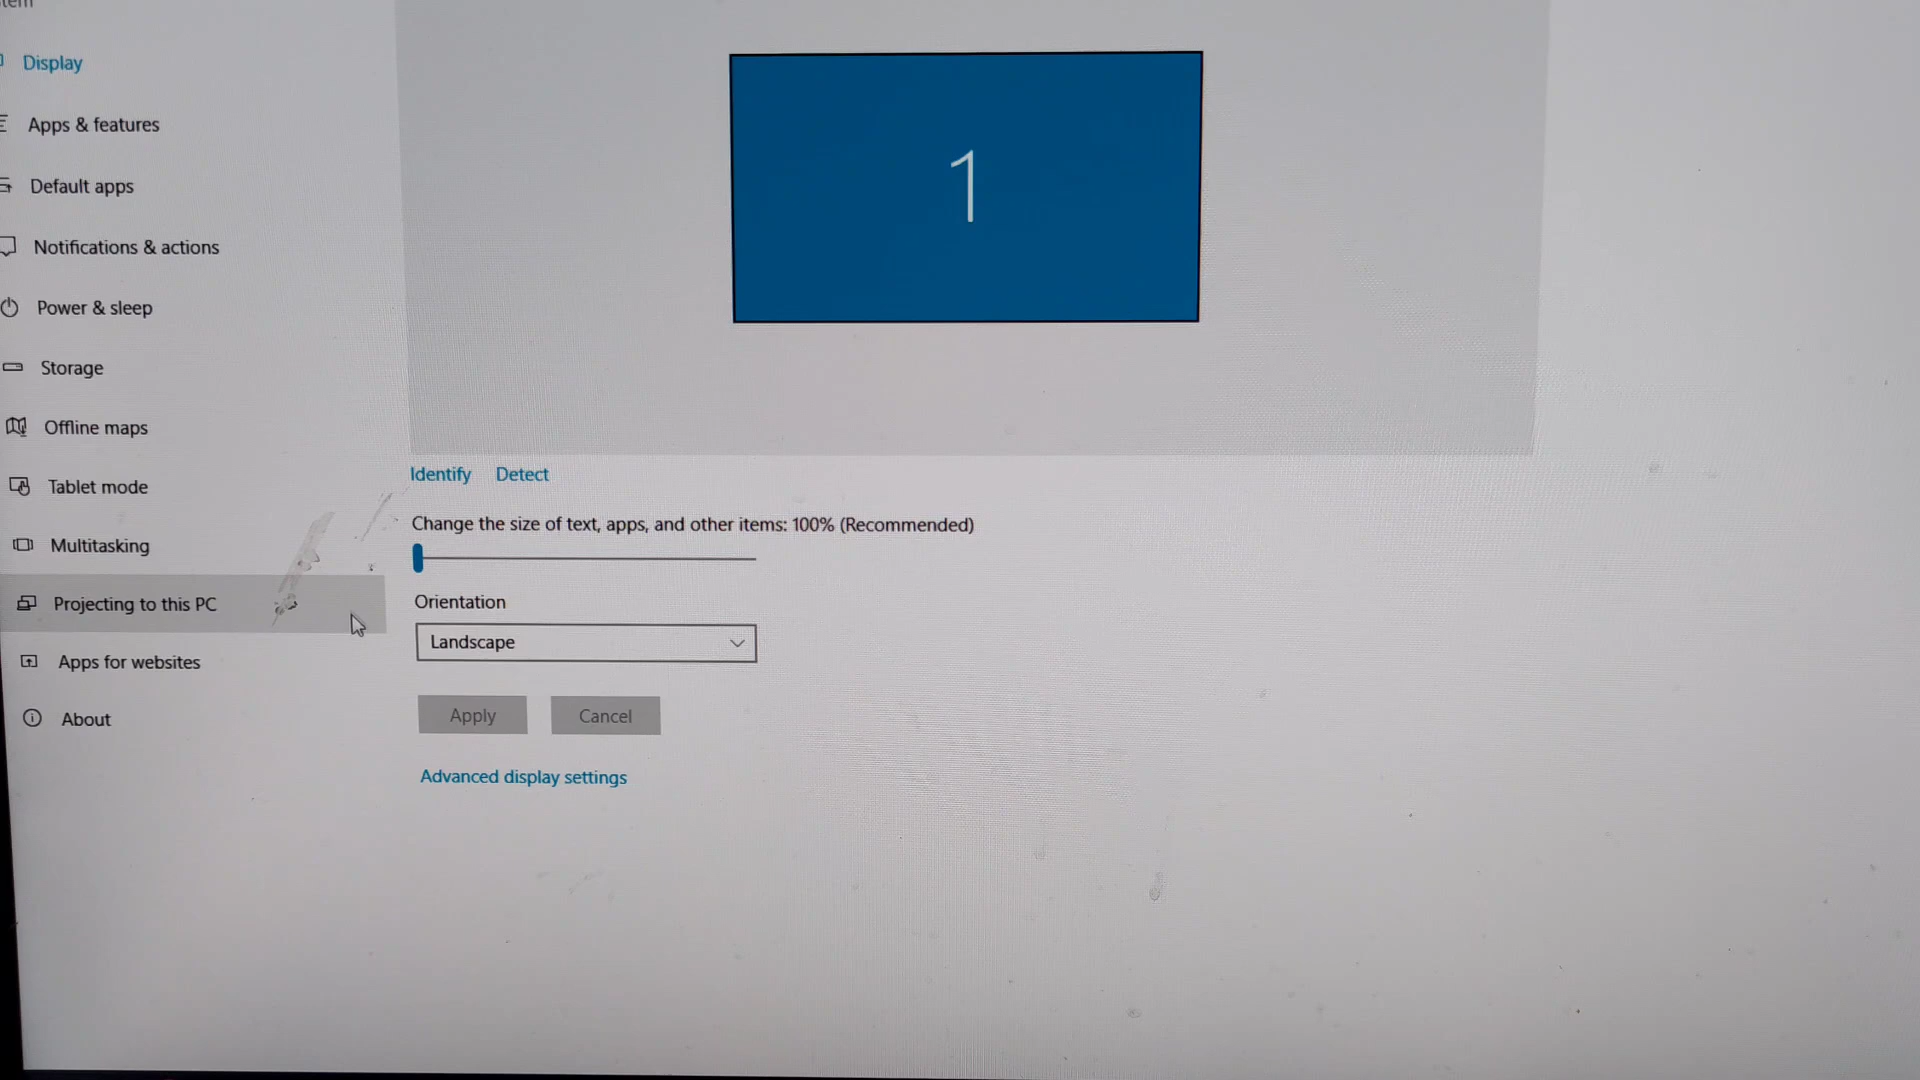 Display
Apps & features
Default apps
Notifications & actions
Power & sleep
Storage
Offline maps
Tablet mode
Multitasking
Projecting to this PC
Apps for websites
About
1
Identify Detect
Change the size of text, apps, and other items: 100% (Recommended)
Orientation
Landscape
Apply Cancel
Advanced display settings